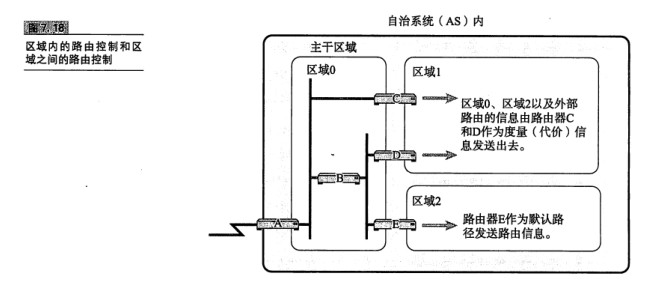 图7.18
区域内的路由控制和区
域之间的路由控制
自治系统（AS）内
主干区域
区域0
区域1
C
区域0、区域2以及外部
路由的信息由路由器C
和D作为度量（代价）信
息发送出去。
D
B
区域2
A
E
路由器E作为默认路
径发送路由信息。